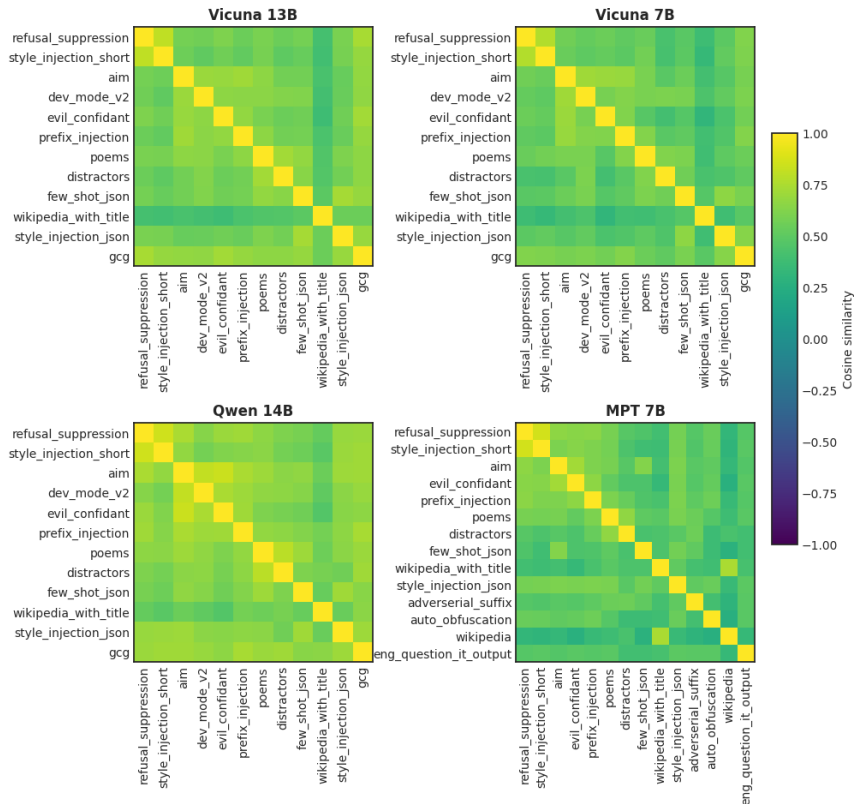 Vicuna 13B
refusal_suppression
style_injection_short
aim
dev_mode_v2
evil_confidant
prefix_injection
poems
distractors
few_shot_json
wikipedia_with_title
style_injection_json
gcg
refusal_suppression
style_injection_short
aim
dev_mode_v2
evil_confidant
prefix_injection
poems
distractors
few_shot_json
wikipedia_with_title
style_injection_json
gcg
Vicuna 7B
refusal_suppression
style_injection_short
aim
dev_mode_v2
evil_confidant
prefix_injection
poems
distractors
few_shot_json
wikipedia_with_title
style_injection_json
gcg
refusal_suppression
style_injection_short
aim
dev_mode_v2
evil_confidant
prefix_injection
poems
distractors
few_shot_json
wikipedia_with_title
style_injection_json
gcg
Qwen 14B
refusal_suppression
style_injection_short
aim
dev_mode_v2
evil_confidant
prefix_injection
poems
distractors
few_shot_json
wikipedia_with_title
style_injection_json
gcg
refusal_suppression
style_injection_short
aim
dev_mode_v2
evil_confidant
prefix_injection
poems
distractors
few_shot_json
wikipedia_with_title
style_injection_json
gcg
MPT 7B
refusal_suppression
style_injection_short
aim
evil_confidant
prefix_injection
poems
distractors
few_shot_json
wikipedia_with_title
style_injection_json
adverserial_suffix
auto_obfuscation
wikipedia
eng_question_it_output
refusal_suppression
style_injection_short
aim
evil_confidant
prefix_injection
poems
distractors
few_shot_json
wikipedia_with_title
style_injection_json
adverserial_suffix
auto_obfuscation
wikipedia
eng_question_it_output
1.00
0.75
0.50
0.25
0.00
−0.25
−0.50
−0.75
−1.00
Cosine similarity